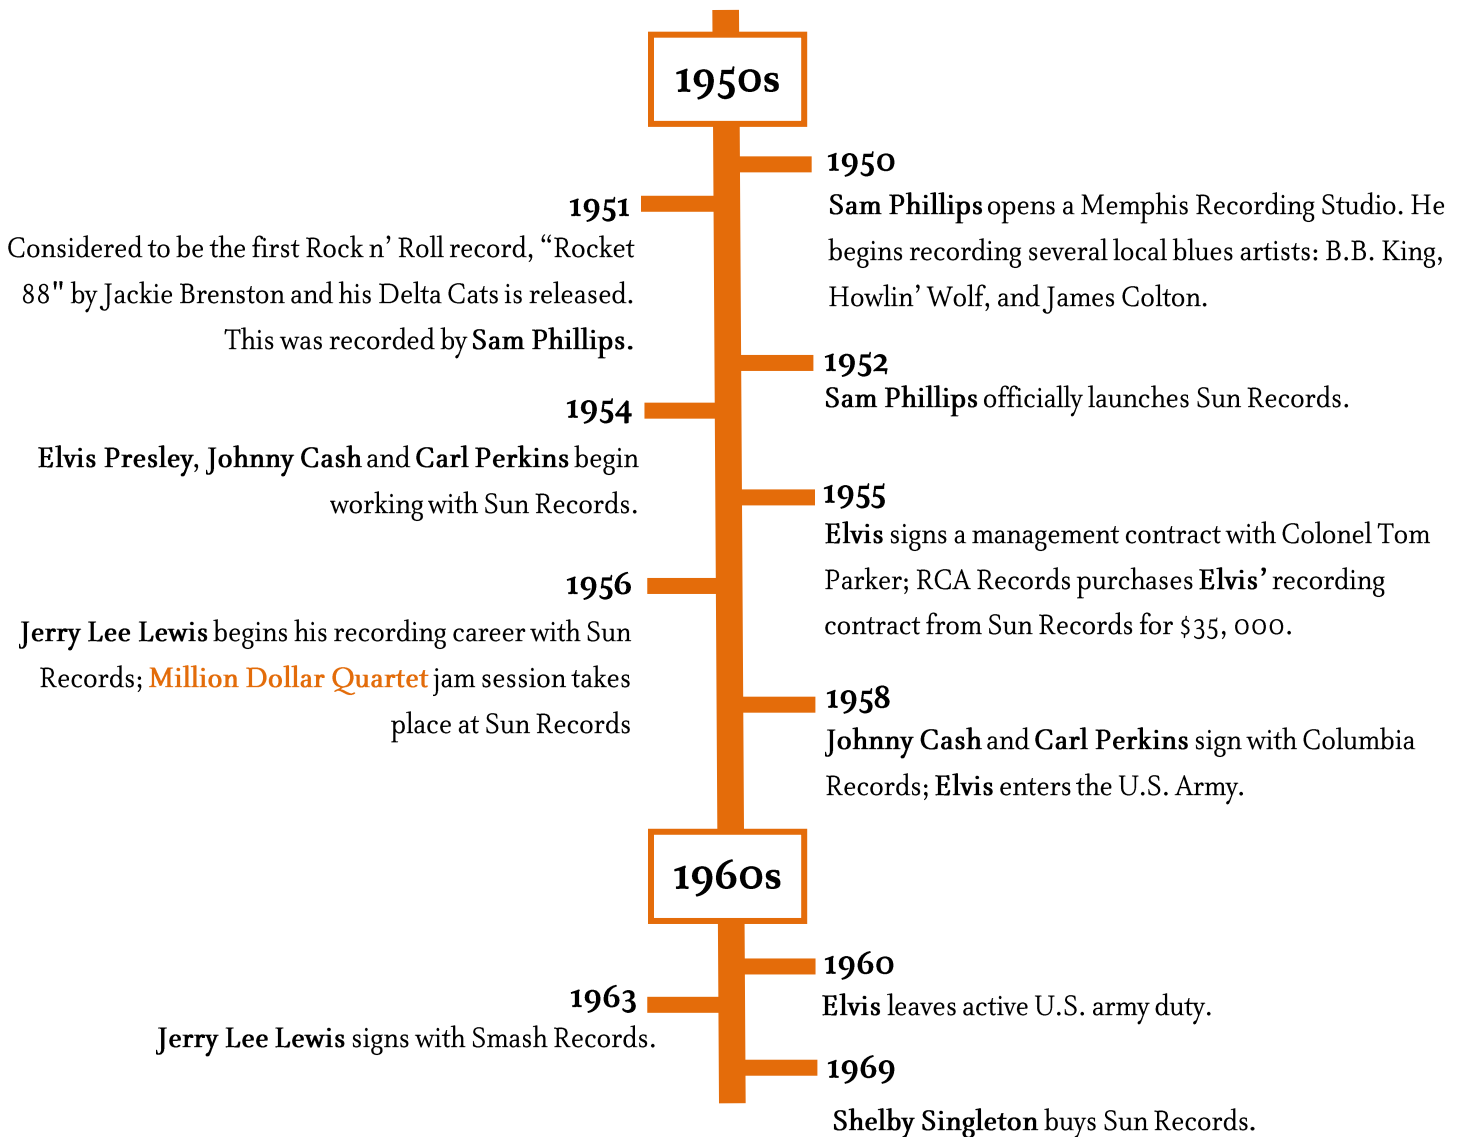 1950s
1950
Sam Phillips opens a Memphis Recording Studio. He
begins recording several local blues artists: B.B. King,
Howlin’ Wolf, and James Colton.
1951
Considered to be the first Rock n’ Roll record, “Rocket
88" by Jackie Brenston and his Delta Cats is released.
This was recorded by Sam Phillips.
1952
Sam Phillips officially launches Sun Records.
1954
Elvis Presley, Johnny Cash and Carl Perkins begin
working with Sun Records.
1955
Elvis signs a management contract with Colonel Tom
Parker; RCA Records purchases Elvis’ recording
contract from Sun Records for $35, 000.
1956
Jerry Lee Lewis begins his recording career with Sun
Records; Million Dollar Quartet jam session takes
place at Sun Records
1958
Johnny Cash and Carl Perkins sign with Columbia
Records; Elvis enters the U.S. Army.
1960s
1960
Elvis leaves active U.S. army duty.
1963
Jerry Lee Lewis signs with Smash Records.
1969
Shelby Singleton buys Sun Records.